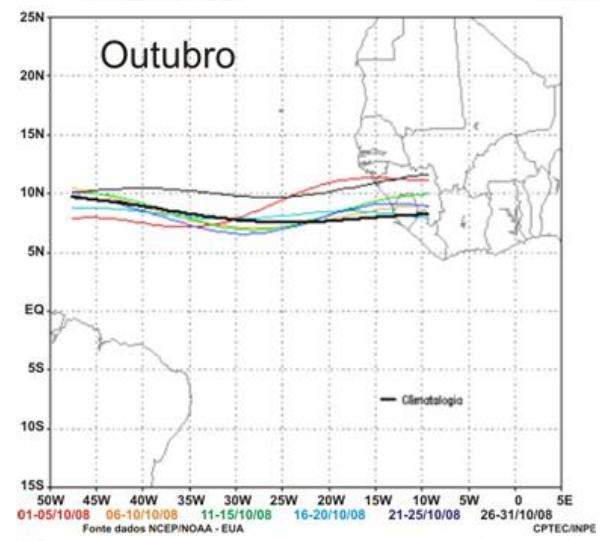 Outubro
25N
20N
15N
10N
5N
EQ
5S
10S
15S
Climatalogia
50W 45W 40W 35W 30W 25W 20W 15W 10W 5W 0 5E
01-05/10/08 06-10/10/08 11-15/10/08 16-20/10/08 21-25/10/08 26-31/10/08
Fonte dados NCEP/NOAA - EUA CPTEC/INPE